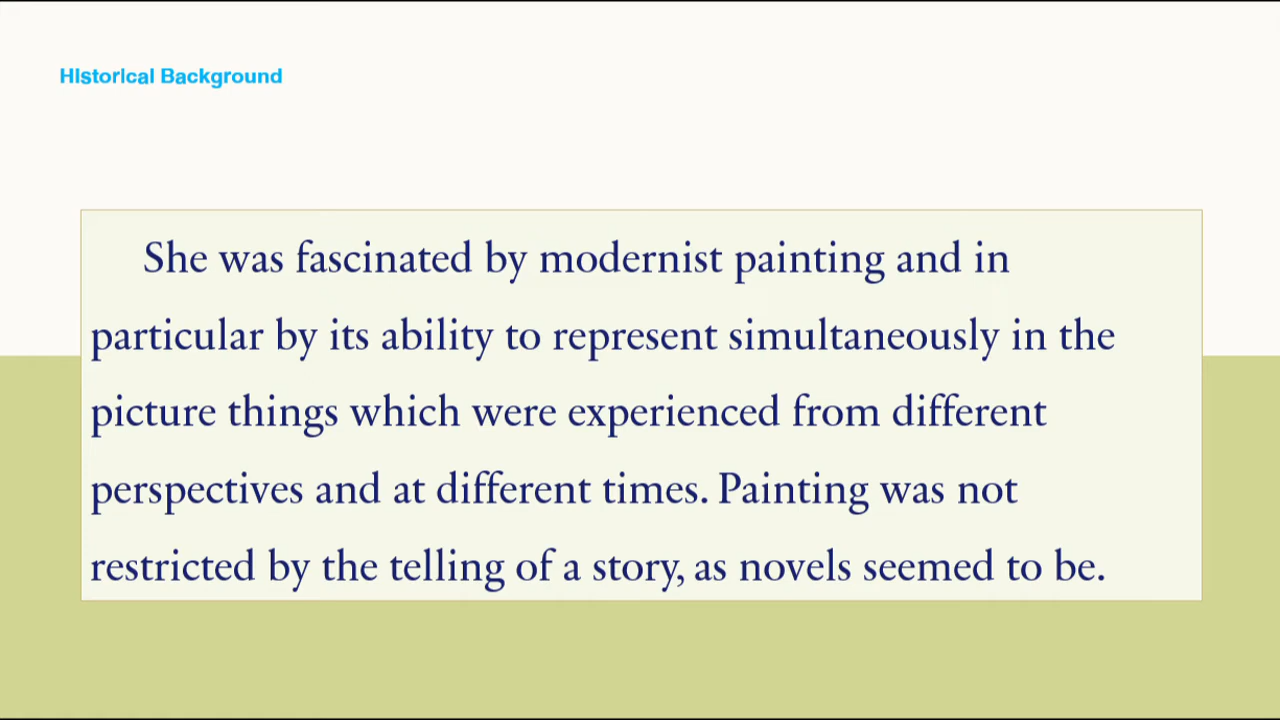 Historical Background
She was fascinated by modernist painting and in
particular by its ability to represent simultaneously in the
picture things which were experienced from different
perspectives and at different times. Painting was not
restricted by the telling of a story, as novels seemed to be.